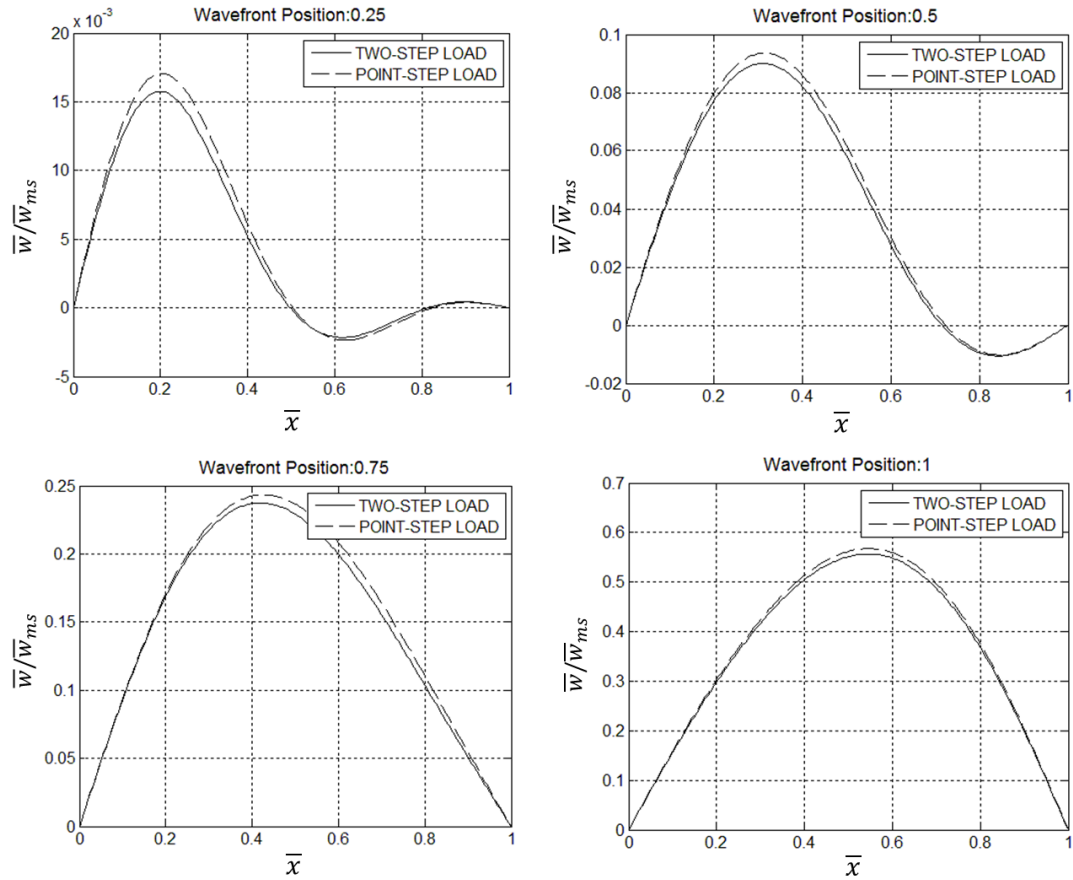 Wavefront Position:0.25
x 10⁻³
20
15
10
5
0
-5
0 0.2 0.4 0.6 0.8 1
TWO-STEP LOAD
POINT-STEP LOAD
w̅/w̅ₘₛ
x̅
Wavefront Position:0.5
0.1
0.08
0.06
0.04
0.02
0
-0.02
0 0.2 0.4 0.6 0.8 1
TWO-STEP LOAD
POINT-STEP LOAD
w̅/w̅ₘₛ
x̅
Wavefront Position:0.75
0.25
0.2
0.15
0.1
0.05
0
0 0.2 0.4 0.6 0.8 1
TWO-STEP LOAD
POINT-STEP LOAD
w̅/w̅ₘₛ
x̅
Wavefront Position:1
0.7
0.6
0.5
0.4
0.3
0.2
0.1
0
0 0.2 0.4 0.6 0.8 1
TWO-STEP LOAD
POINT-STEP LOAD
w̅/w̅ₘₛ
x̅